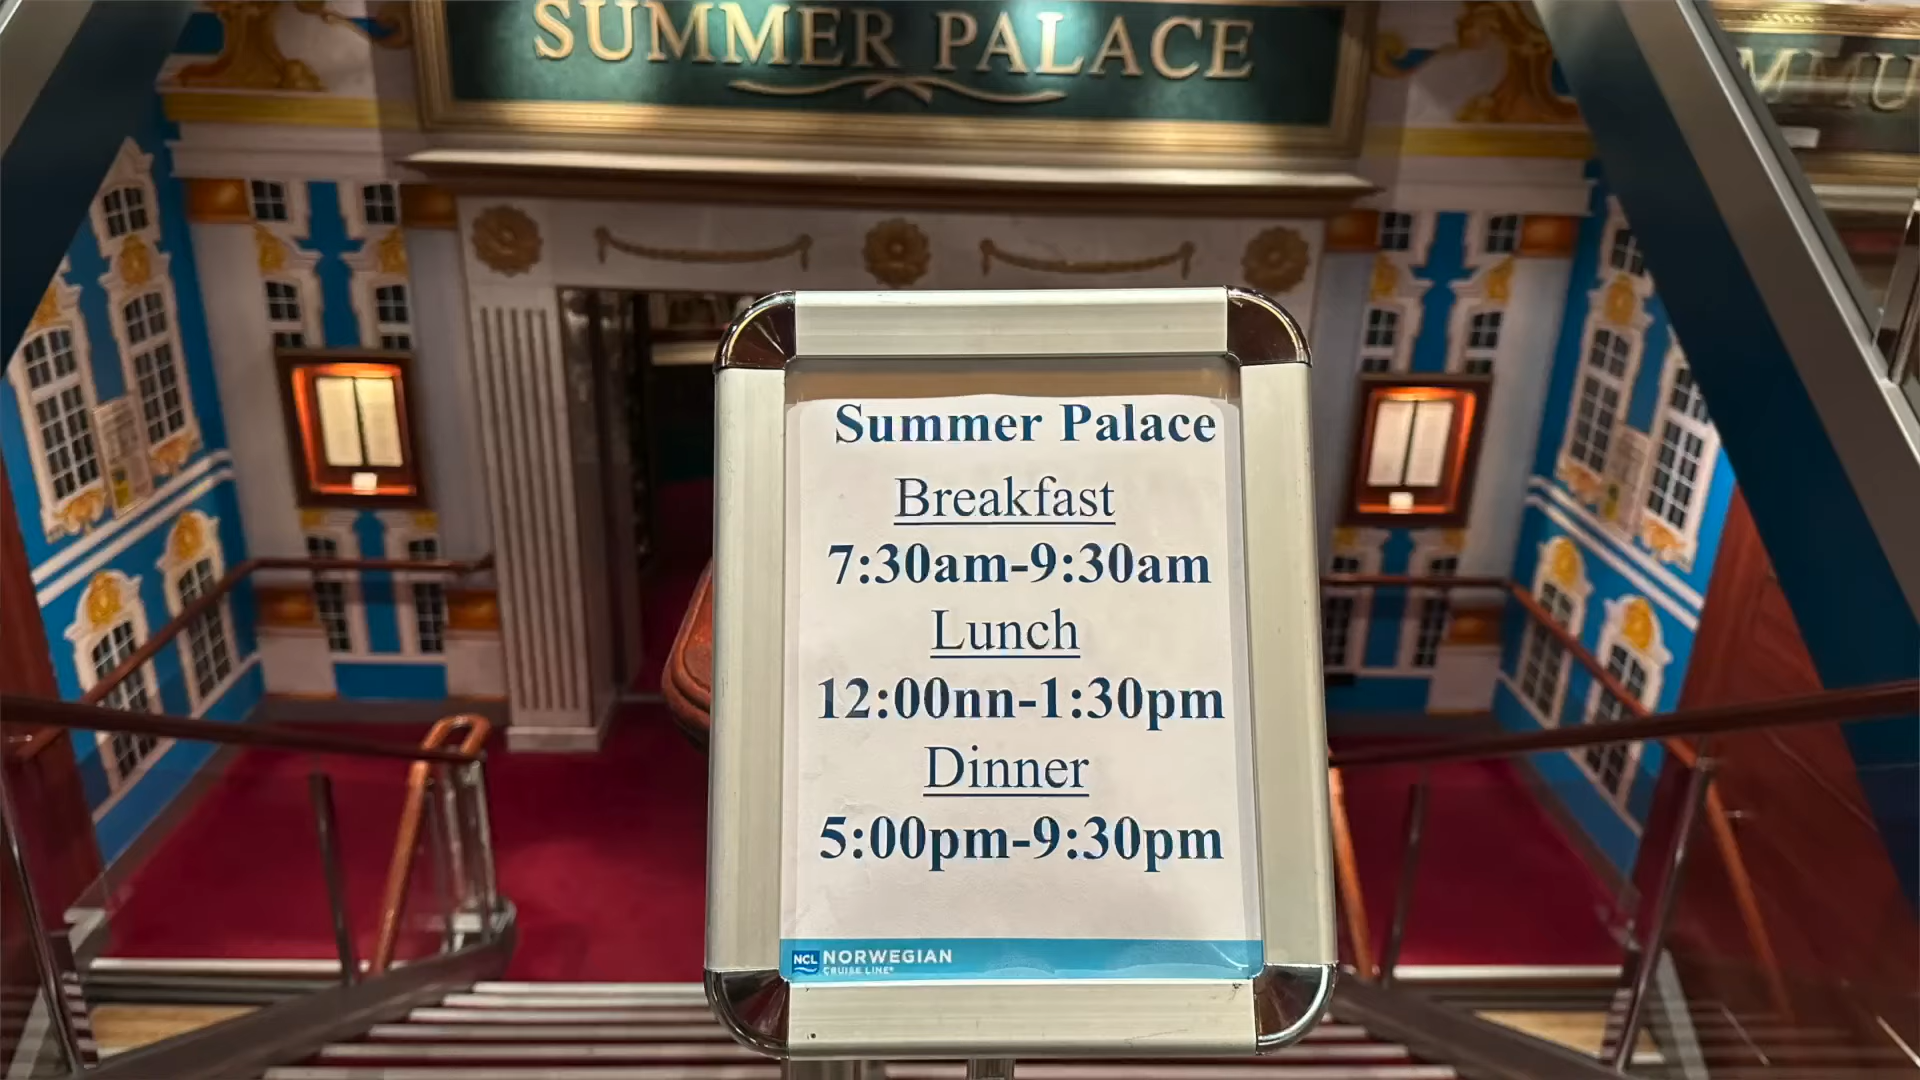 SUMMER PALACE
Summer Palace
Breakfast
7:30am-9:30am
Lunch
12:00nn-1:30pm
Dinner
5:00pm-9:30pm
NCL NORWEGIAN
CRUISE LINE®